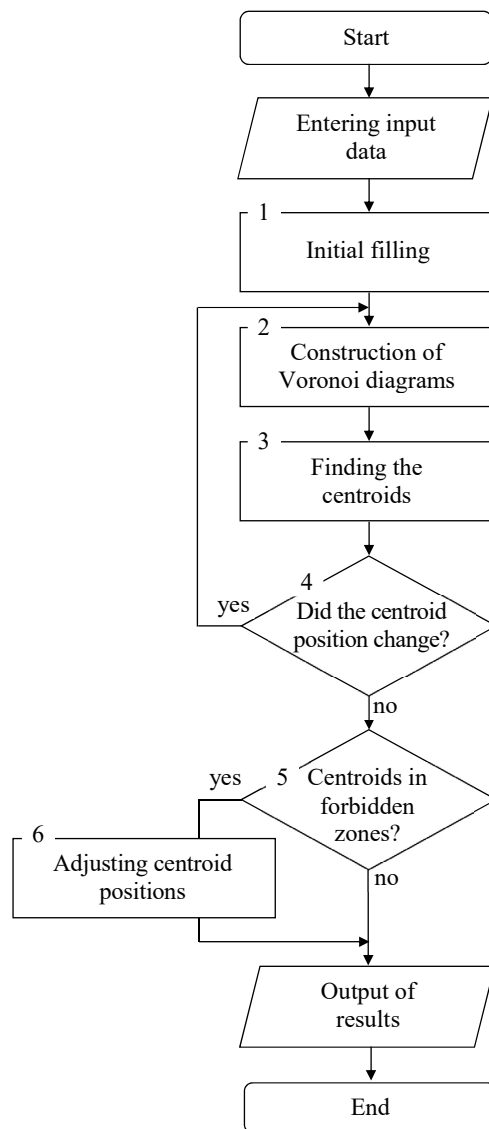 Start
Entering input
data
1
Initial filling
2
Construction of
Voronoi diagrams
3
Finding the
centroids
4
yes
Did the centroid
position change?
no
yes
5
Centroids in
forbidden
zones?
6
Adjusting centroid
positions
no
Output of
results
End